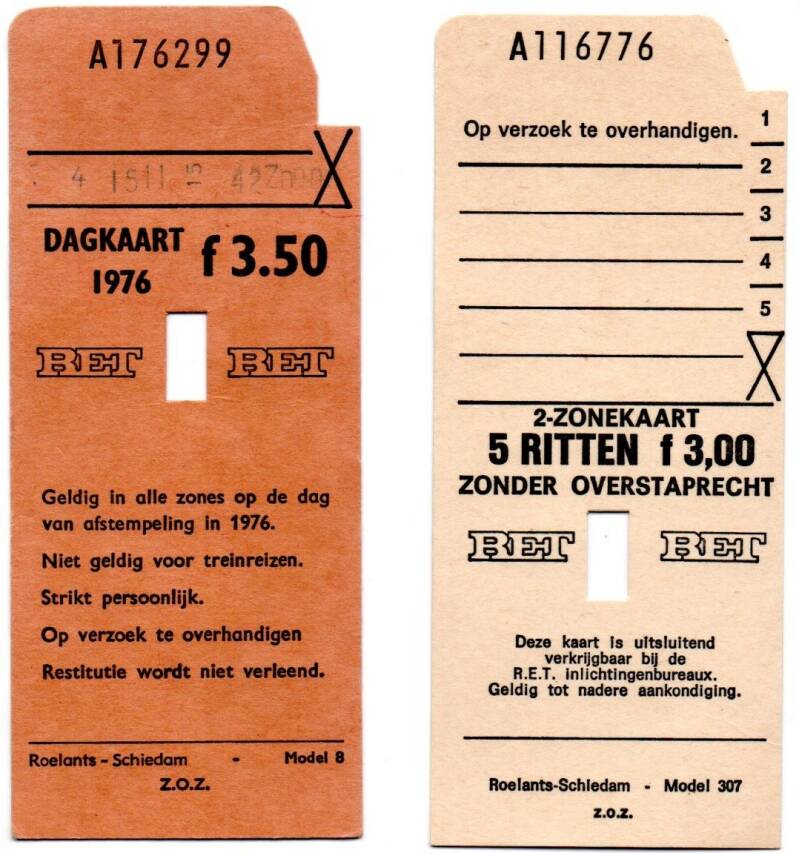 A176299
4 1511 42Zuid
DAGKAART f 3.50
1976
RET RET
Geldig in alle zones op de dag
van afstempeling in 1976.
Niet geldig voor treinreizen.
Strikt persoonlijk.
Op verzoek te overhandigen
Restitutie wordt niet verleend.
Roelants - Schiedam - Model 8
Z.O.Z.
A116776
Op verzoek te overhandigen. 1
2
3
4
5
2-ZONEKAART
5 RITTEN f 3,00
ZONDER OVERSTAPRECHT
RET RET
Deze kaart is uitsluitend
verkrijgbaar bij de
R.E.T. inlichtingenbureaux.
Geldig tot nadere aankondiging.
Roelants-Schiedam - Model 307
z.o.z.